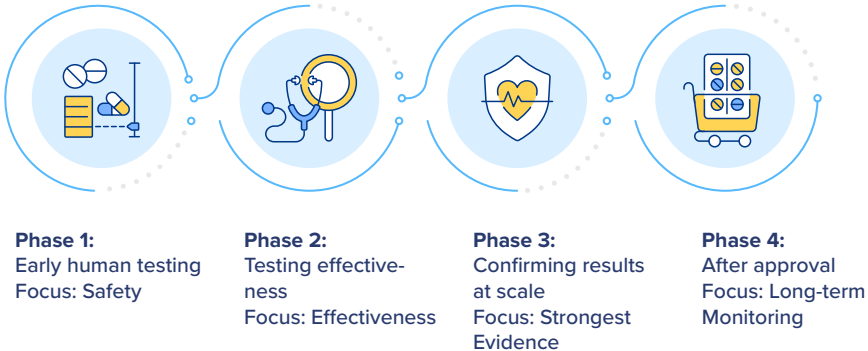 Phase 1:
Early human testing
Focus: Safety
Phase 2:
Testing effective-
ness
Focus: Effectiveness
Phase 3:
Confirming results
at scale
Focus: Strongest
Evidence
Phase 4:
After approval
Focus: Long-term
Monitoring